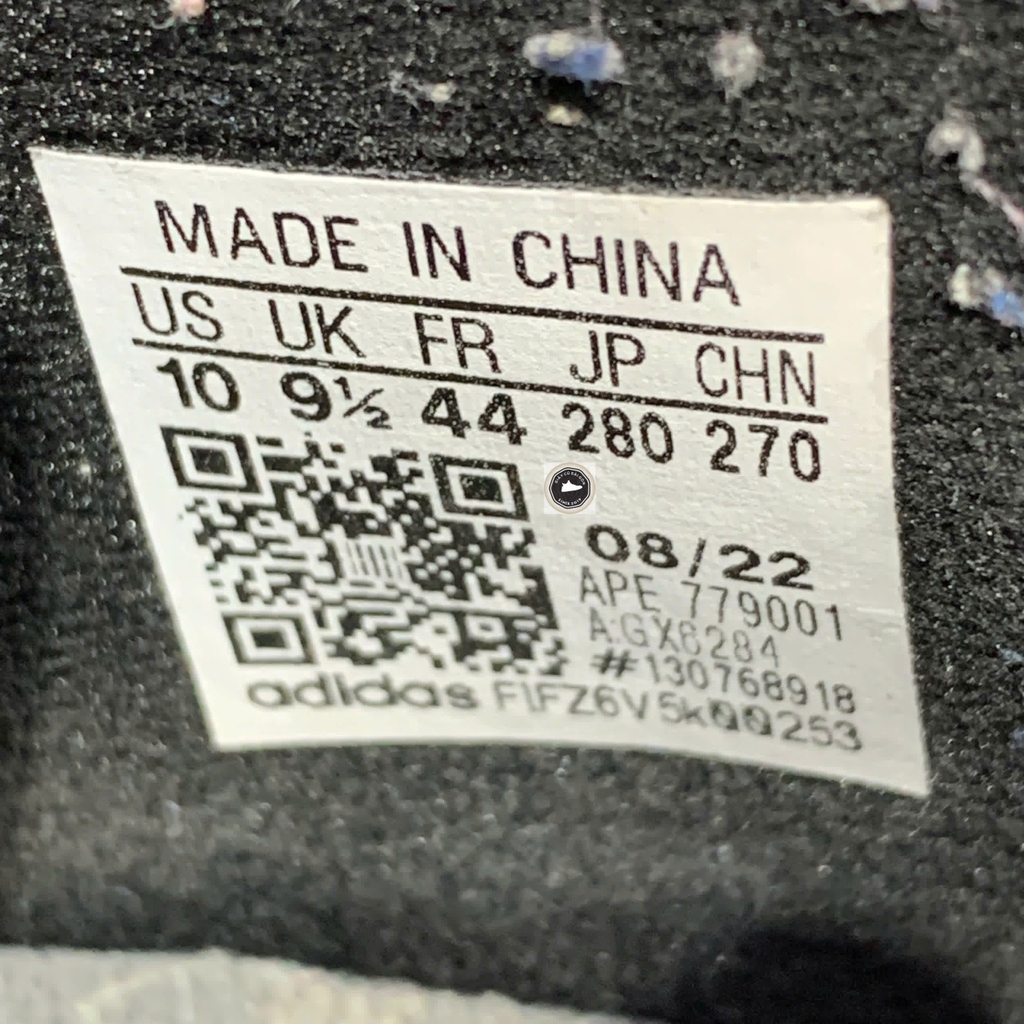 MADE IN CHINA
US UK FR JP CHN
10 9½ 44 280 270
08/22
APE 779001
A:GX6284
#130768918
adidas F1FZ6V5kQQ253